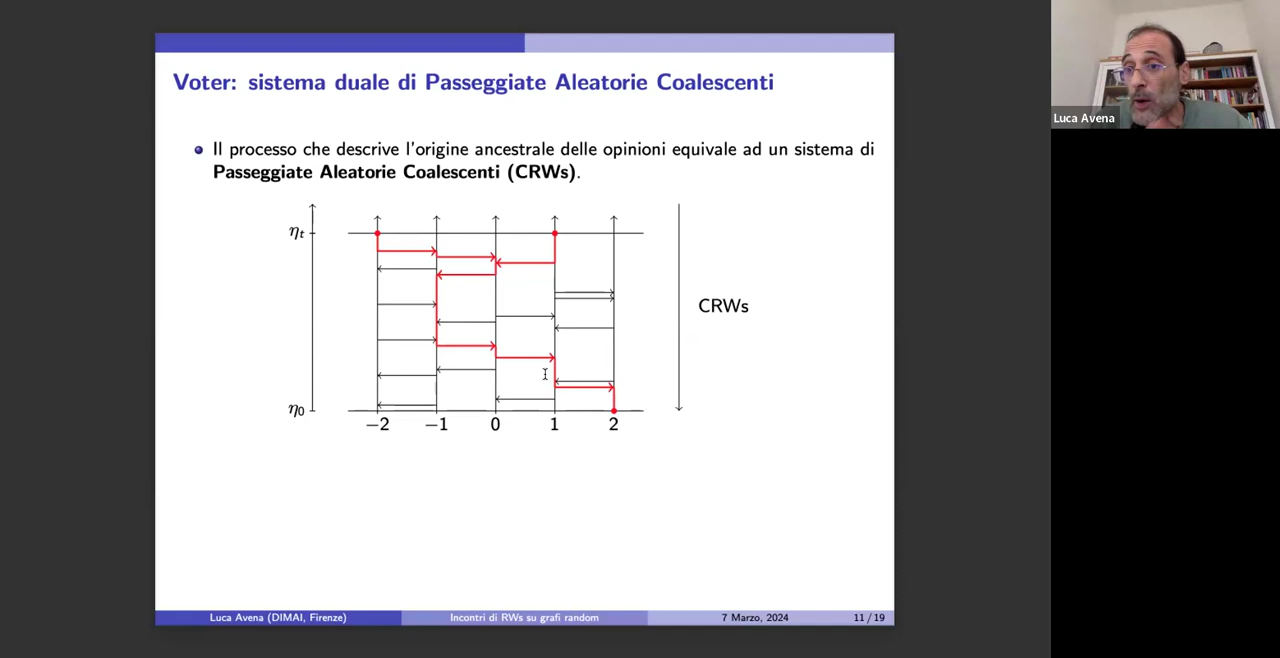 Voter: sistema duale di Passeggiate Aleatorie Coalescenti
Il processo che descrive l'origine ancestrale delle opinioni equivale ad un sistema di
Passeggiate Aleatorie Coalescenti (CRWs).
ηt
CRWs
η0
−2 −1 0 1 2
Luca Avena (DIMAI, Firenze) Incontri di RWs su grafi random 7 Marzo, 2024 11 / 19
Luca Avena